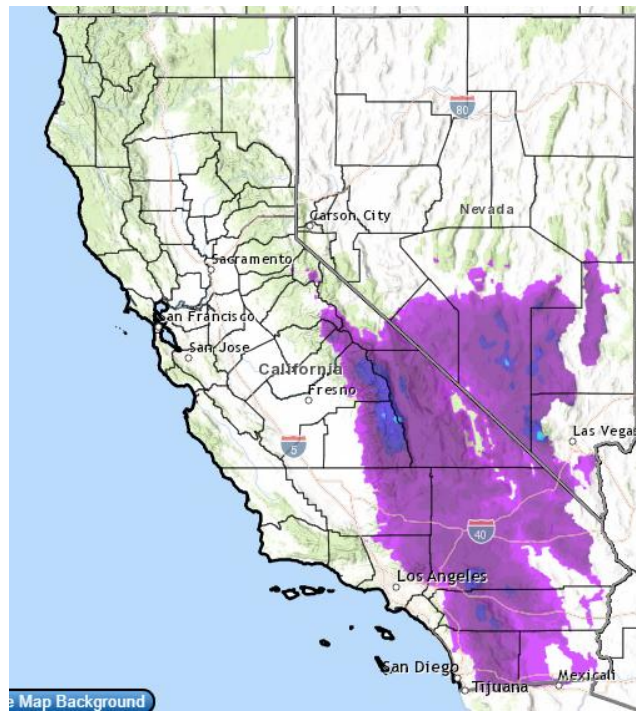 80
Carson City
Nevada
Sacramento
San Francisco
San Jose
California
Fresno
5
Las Vegas
40
Los Angeles
San Diego
Tijuana
Mexicali
e Map Background